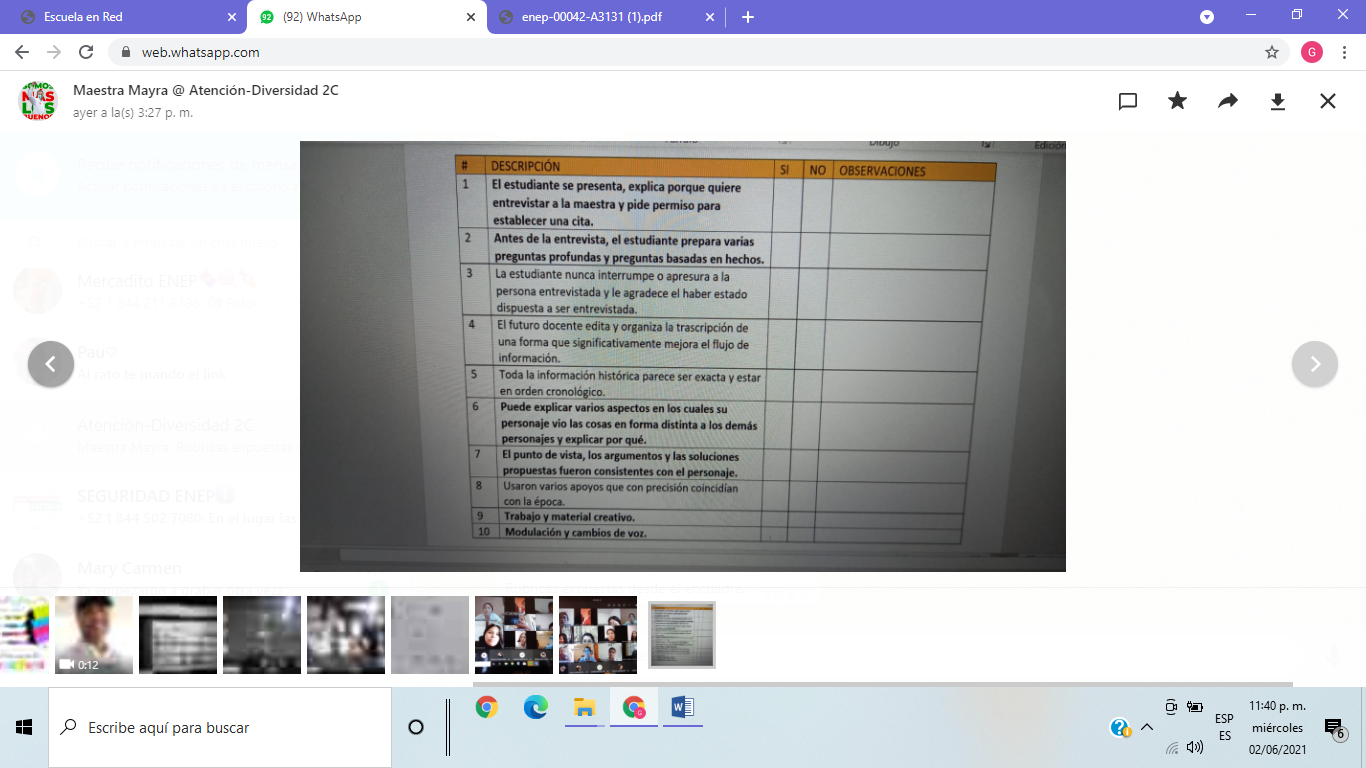 Escuela en Red
(92) WhatsApp
enep-00042-A3131 (1).pdf
web.whatsapp.com
G
Maestra Mayra @ Atención-Diversidad 2C
ayer a la(s) 3:27 p. m.
Dibujo
Edición
# DESCRIPCIÓN SI NO OBSERVACIONES
1 El estudiante se presenta, explica porque quiere
entrevistar a la maestra y pide permiso para
establecer una cita.
2 Antes de la entrevista, el estudiante prepara varias
preguntas profundas y preguntas basadas en hechos.
3 La estudiante nunca interrumpe o apresura a la
persona entrevistada y le agradece el haber estado
dispuesta a ser entrevistada.
4 El futuro docente edita y organiza la trascripción de
una forma que significativamente mejora el flujo de
información.
5 Toda la información histórica parece ser exacta y estar
en orden cronológico.
6 Puede explicar varios aspectos en los cuales su
personaje vio las cosas en forma distinta a los demás
personajes y explicar por qué.
7 El punto de vista, los argumentos y las soluciones
propuestas fueron consistentes con el personaje.
8 Usaron varios apoyos que con precisión coincidían
con la época.
9 Trabajo y material creativo.
10 Modulación y cambios de voz.
Mercadito ENEP
Pau
Al rato te mando el link
Atención-Diversidad 2C
SEGURIDAD ENEP
Mary Carmen
0:12
Escribe aquí para buscar
ESP
ES
11:40 p. m.
miércoles
02/06/2021
6